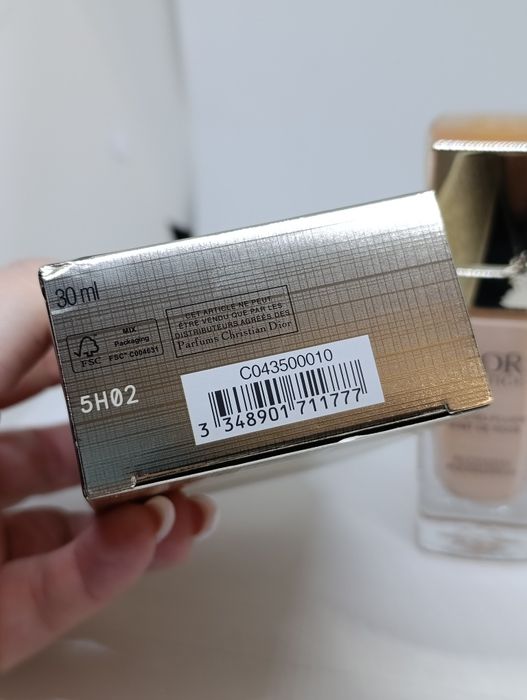 30 ml
FSC
MIX
Packaging
FSC® C004631
CET ARTICLE NE PEUT
ÊTRE VENDU QUE PAR LES
DISTRIBUTEURS AGRÉÉS DES
Parfums Christian Dior
5H02
C043500010
3 348901 711777
OR